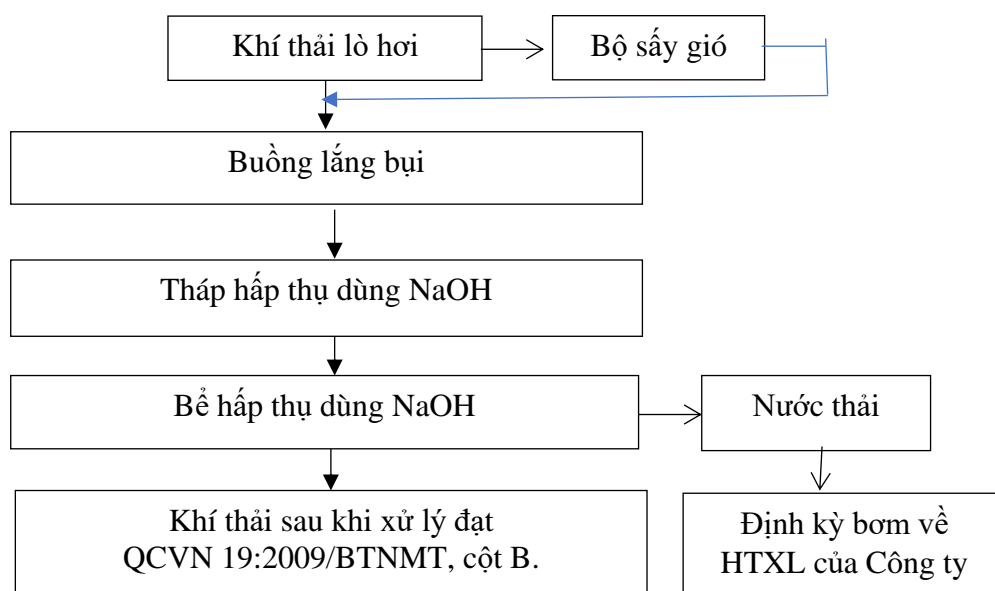 Khí thải lò hơi
Bộ sấy gió
Buồng lắng bụi
Tháp hấp thụ dùng NaOH
Bể hấp thụ dùng NaOH
Nước thải
Khí thải sau khi xử lý đạt
QCVN 19:2009/BTNMT, cột B.
Định kỳ bơm về
HTXL của Công ty